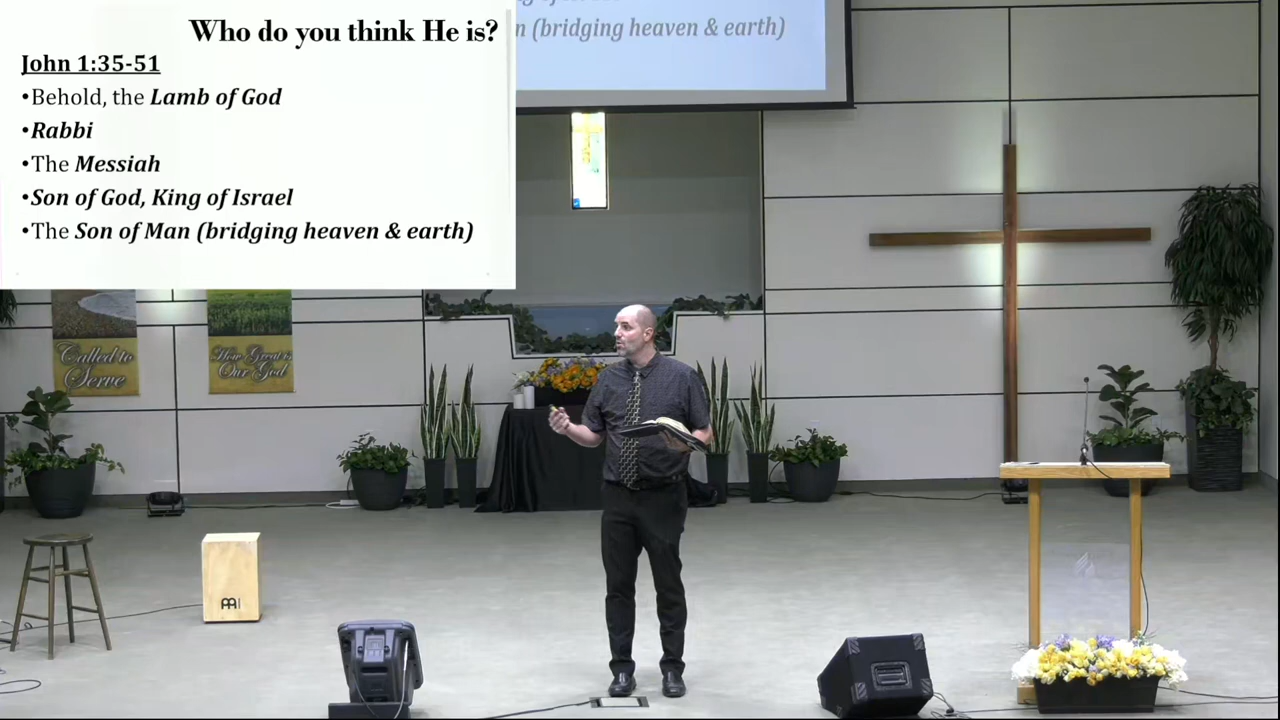 Who do you think He is?
John 1:35-51
•Behold, the Lamb of God
•Rabbi
•The Messiah
•Son of God, King of Israel
•The Son of Man (bridging heaven & earth)
n (bridging heaven & earth)
Called to
Serve
How Great is
Our God